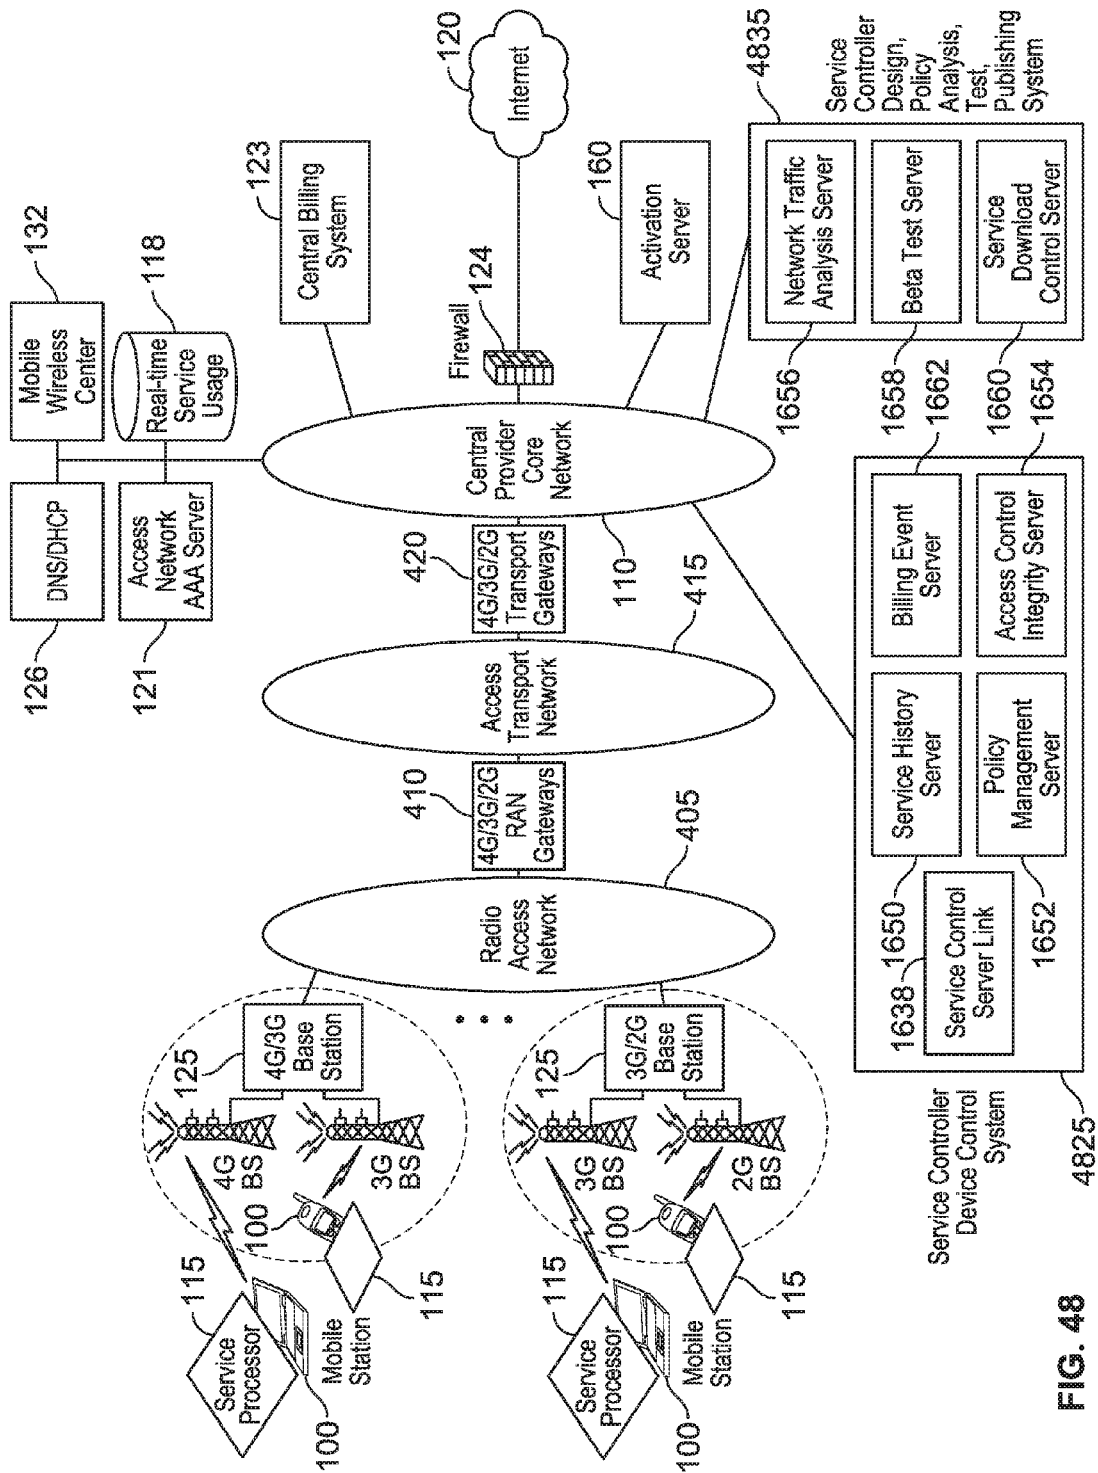 132
Mobile
Wireless
Center
118
Real-time
Service
Usage
DNS/DHCP
126
Access
Network
AAA Server
121
123
Central Billing
System
120
Internet
Firewall
124
160
Activation
Server
Central
Provider
Core
Network
110
420
4G/3G/2G
Transport
Gateways
415
Access
Transport
Network
410
4G/3G/2G
RAN
Gateways
405
Radio
Access
Network
125
4G/3G
Base
Station
4G
BS
3G
BS
100
115
Service
Processor
115
Mobile
Station
100
• • •
125
3G/2G
Base
Station
3G
BS
2G
BS
100
115
Service
Processor
115
Mobile
Station
100
4835
Service
Controller
Design,
Policy
Analysis,
Test,
Publishing
System
Network Traffic
Analysis Server
1656
Beta Test Server
1658
Service
Download
Control Server
1660
1662
Billing Event
Server
1654
Access Control
Integrity Server
Service History
Server
1650
Policy
Management
Server
1652
1638
Service Control
Server Link
Service Controller
Device Control
System
4825
FIG. 48